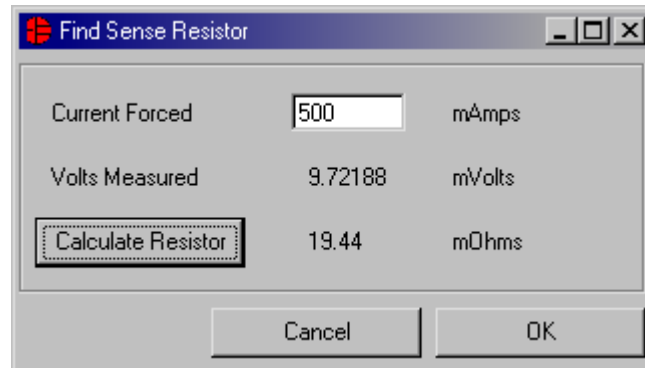 Find Sense Resistor
Current Forced 500 mAmps
Volts Measured 9.72188 mVolts
Calculate Resistor 19.44 mOhms
Cancel OK